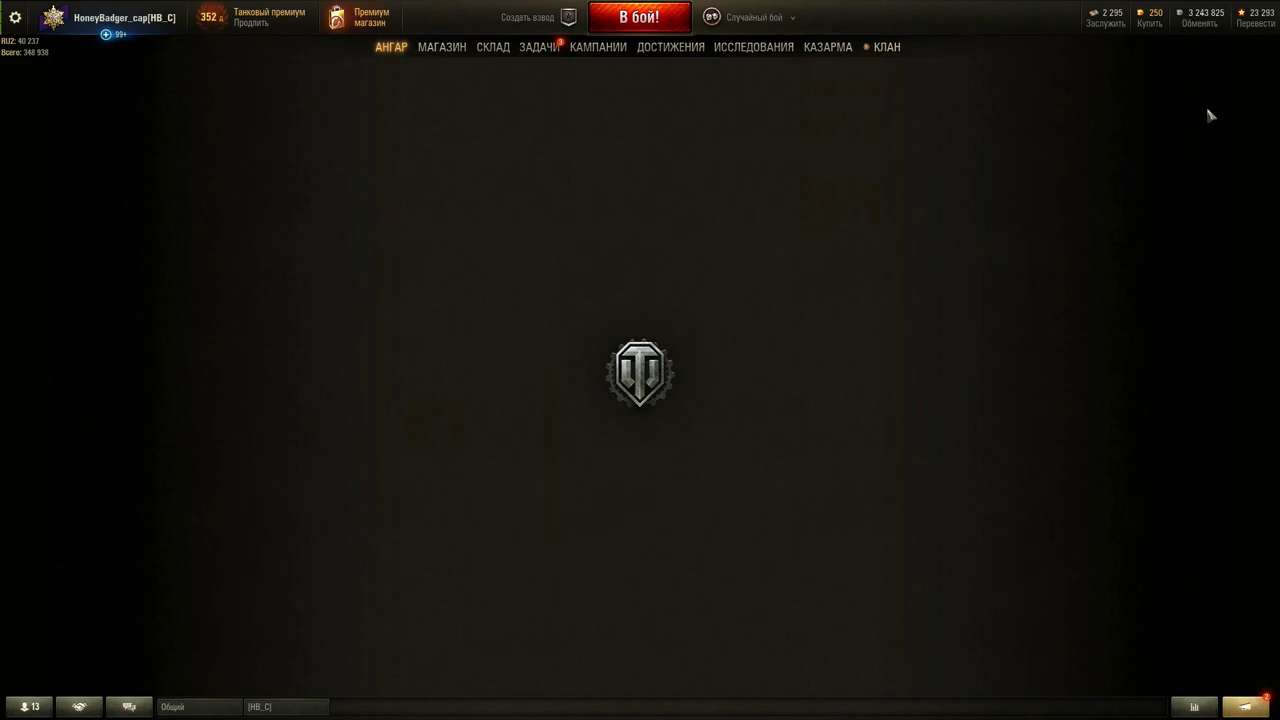 HoneyBadger_cap[HB_C]
99+
352 д
Танковый премиум
Продлить
Премиум
магазин
Создать взвод
В бой!
Случайный бой
2 295
Заслужить
250
Купить
3 243 825
Обменять
23 293
Перевести
RU2: 40 237
Всего: 348 938
АНГАР МАГАЗИН СКЛАД ЗАДАЧИ КАМПАНИИ ДОСТИЖЕНИЯ ИССЛЕДОВАНИЯ КАЗАРМА КЛАН
13
Общий
[HB_C]
2